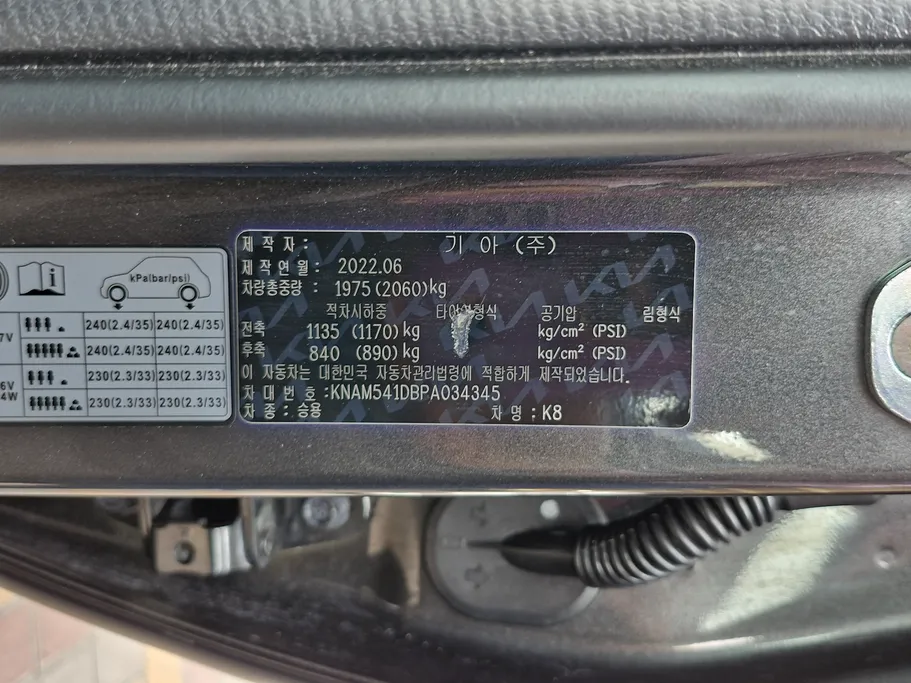 kPa(bar/psi)
7V
240(2.4/35) 240(2.4/35)
240(2.4/35) 240(2.4/35)
6V 230(2.3/33) 230(2.3/33)
4W 230(2.3/33) 230(2.3/33)
제 작 자 : 기 아 (주)
제 작 연 월 : 2022.06
차량총중량 : 1975(2060)kg
적차시하중 타이어형식 공기압 림형식
전축 1135 (1170)kg kg/cm² (PSI)
후축 840 (890)kg kg/cm² (PSI)
이 자동차는 대한민국 자동차관리법령에 적합하게 제작되었습니다.
차 대 번 호 :KNAM541DBPA034345
차 종 : 승용 차 명 : K8